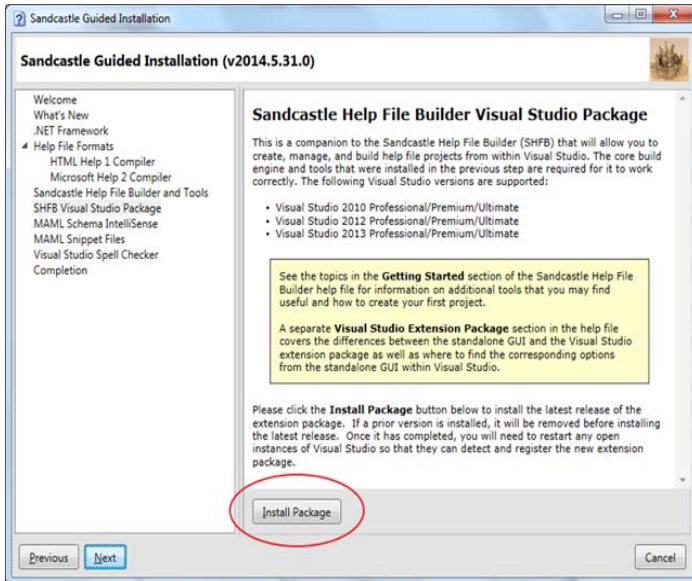 Sandcastle Guided Installation
Sandcastle Guided Installation (v2014.5.31.0)
Welcome
What's New
.NET Framework
Help File Formats
HTML Help 1 Compiler
Microsoft Help 2 Compiler
Sandcastle Help File Builder and Tools
SHFB Visual Studio Package
MAML Schema IntelliSense
MAML Snippet Files
Visual Studio Spell Checker
Completion
Sandcastle Help File Builder Visual Studio Package
This is a companion to the Sandcastle Help File Builder (SHFB) that will allow you to
create, manage, and build help file projects from within Visual Studio. The core build
engine and tools that were installed in the previous step are required for it to work
correctly. The following Visual Studio versions are supported:
• Visual Studio 2010 Professional/Premium/Ultimate
• Visual Studio 2012 Professional/Premium/Ultimate
• Visual Studio 2013 Professional/Premium/Ultimate
See the topics in the Getting Started section of the Sandcastle Help File
Builder help file for information on additional tools that you may find
useful and how to create your first project.
A separate Visual Studio Extension Package section in the help file
covers the differences between the standalone GUI and the Visual Studio
extension package as well as where to find the corresponding options
from the standalone GUI within Visual Studio.
Please click the Install Package button below to install the latest release of the
extension package. If a prior version is installed, it will be removed before installing
the latest release. Once it has completed, you will need to restart any open
instances of Visual Studio so that they can detect and register the new extension
package.
Install Package
Previous
Next
Cancel